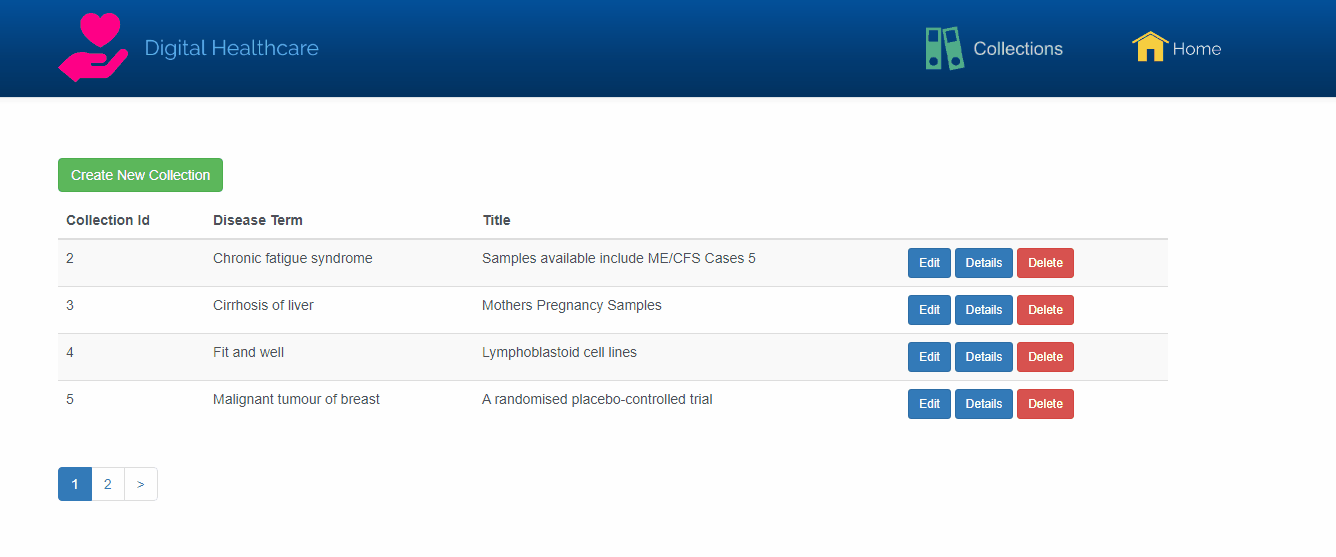 Digital Healthcare
Collections
Home
Create New Collection
Collection Id Disease Term Title
2 Chronic fatigue syndrome Samples available include ME/CFS Cases 5 Edit Details Delete
3 Cirrhosis of liver Mothers Pregnancy Samples Edit Details Delete
4 Fit and well Lymphoblastoid cell lines Edit Details Delete
5 Malignant tumour of breast A randomised placebo-controlled trial Edit Details Delete
1 2 >